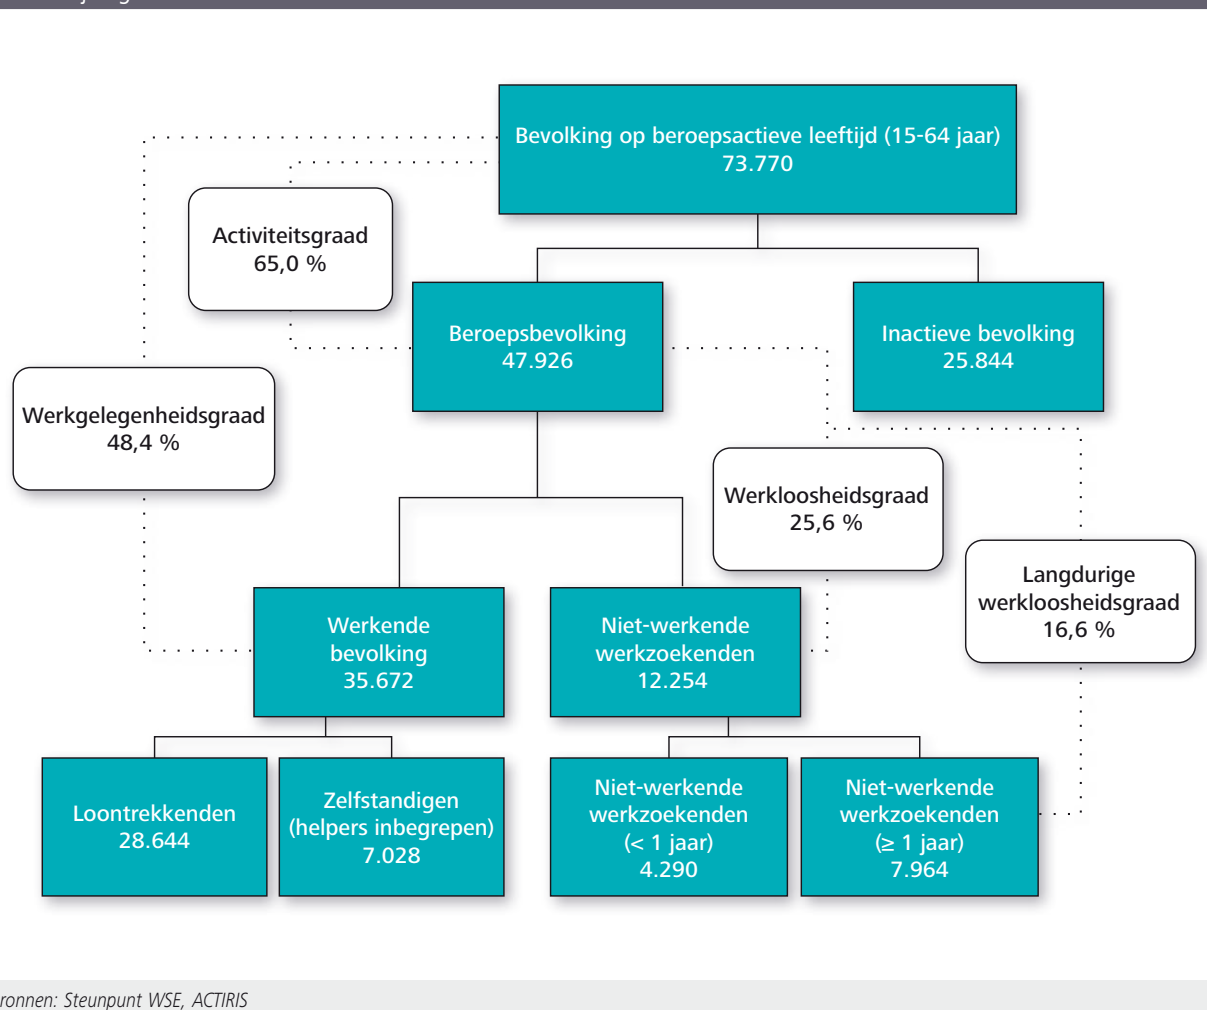 Bevolking op beroepsactieve leeftijd (15-64 jaar)
73.770
Activiteitsgraad
65,0 %
Beroepsbevolking
47.926
Inactieve bevolking
25.844
Werkgelegenheidsgraad
48,4 %
Werkloosheidsgraad
25,6 %
Langdurige
werkloosheidsgraad
16,6 %
Werkende
bevolking
35.672
Niet-werkende
werkzoekenden
12.254
Loontrekkenden
28.644
Zelfstandigen
(helpers inbegrepen)
7.028
Niet-werkende
werkzoekenden
(< 1 jaar)
4.290
Niet-werkende
werkzoekenden
(≥ 1 jaar)
7.964
ronnen: Steunpunt WSE, ACTIRIS